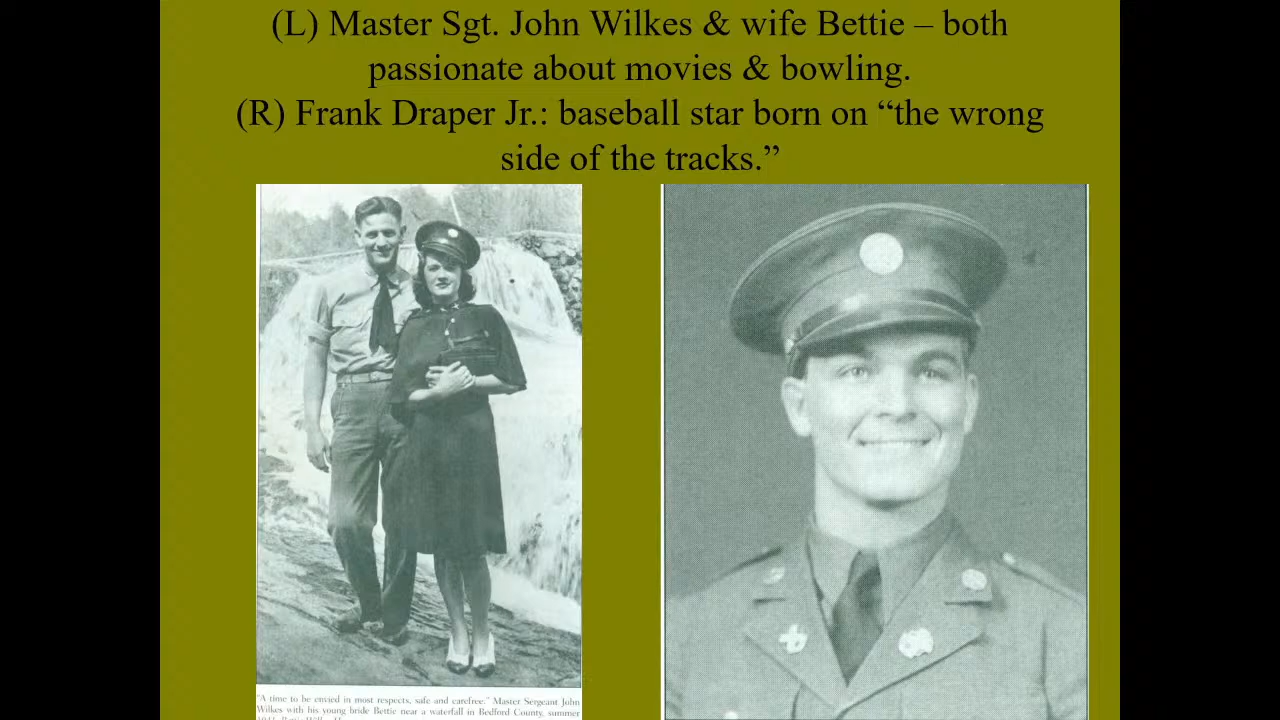 (L) Master Sgt. John Wilkes & wife Bettie – both
passionate about movies & bowling.
(R) Frank Draper Jr.: baseball star born on “the wrong
side of the tracks.”
"A time to be envied in most respects, safe and carefree." Master Sergeant John
Wilkes with his young bride Bettie near a waterfall in Bedford County, summer